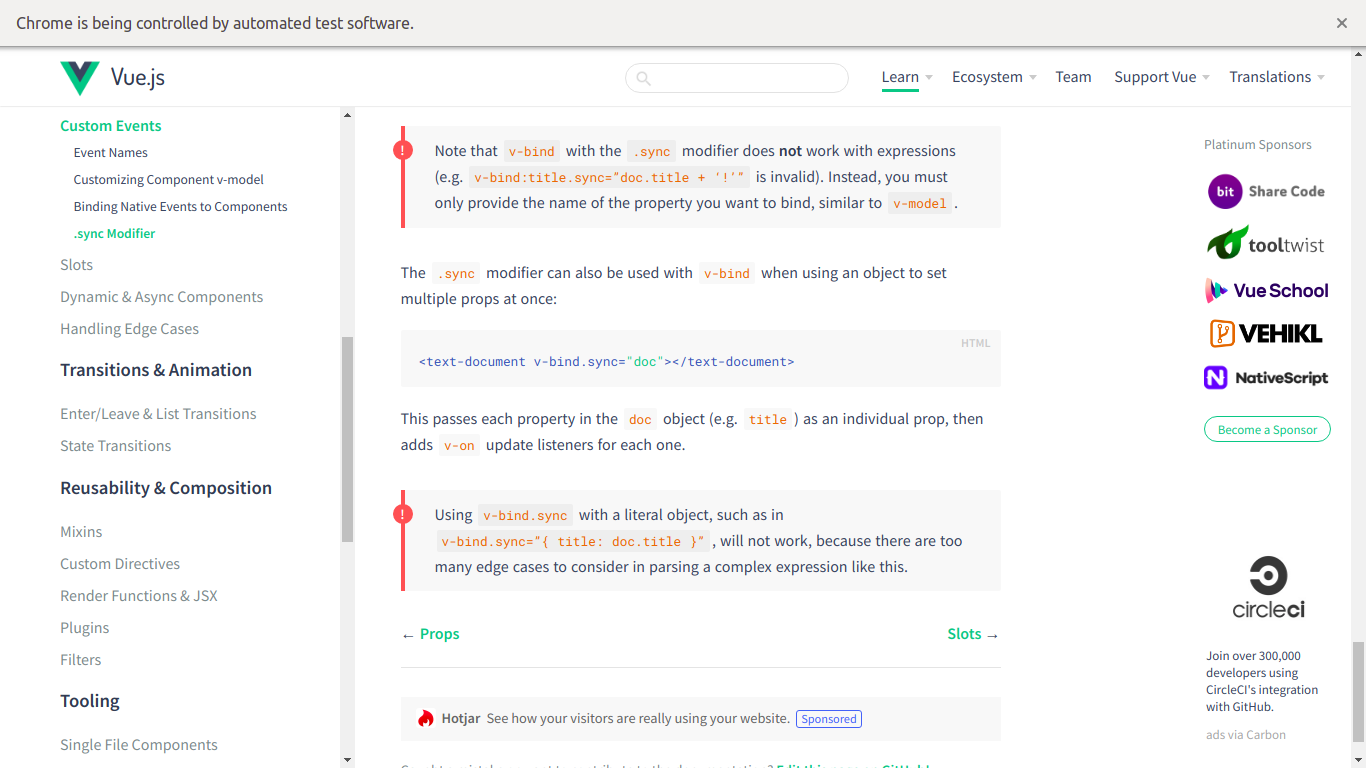 Chrome is being controlled by automated test software.
Vue.js
Learn
Ecosystem
Team
Support Vue
Translations
Custom Events
Event Names
Customizing Component v-model
Binding Native Events to Components
.sync Modifier
Slots
Dynamic & Async Components
Handling Edge Cases
Transitions & Animation
Enter/Leave & List Transitions
State Transitions
Reusability & Composition
Mixins
Custom Directives
Render Functions & JSX
Plugins
Filters
Tooling
Single File Components
!
Note that v-bind with the .sync modifier does not work with expressions
(e.g. v-bind:title.sync=”doc.title + ‘!’” is invalid). Instead, you must
only provide the name of the property you want to bind, similar to v-model .
The .sync modifier can also be used with v-bind when using an object to set
multiple props at once:
HTML
<text-document v-bind.sync="doc"></text-document>
This passes each property in the doc object (e.g. title ) as an individual prop, then
adds v-on update listeners for each one.
!
Using v-bind.sync with a literal object, such as in
v-bind.sync=”{ title: doc.title }” , will not work, because there are too
many edge cases to consider in parsing a complex expression like this.
← Props
Slots →
Hotjar See how your visitors are really using your website. Sponsored
Platinum Sponsors
bit Share Code
tooltwist
Vue School
VEHIKL
NativeScript
Become a Sponsor
circleci
Join over 300,000
developers using
CircleCI's integration
with GitHub.
ads via Carbon